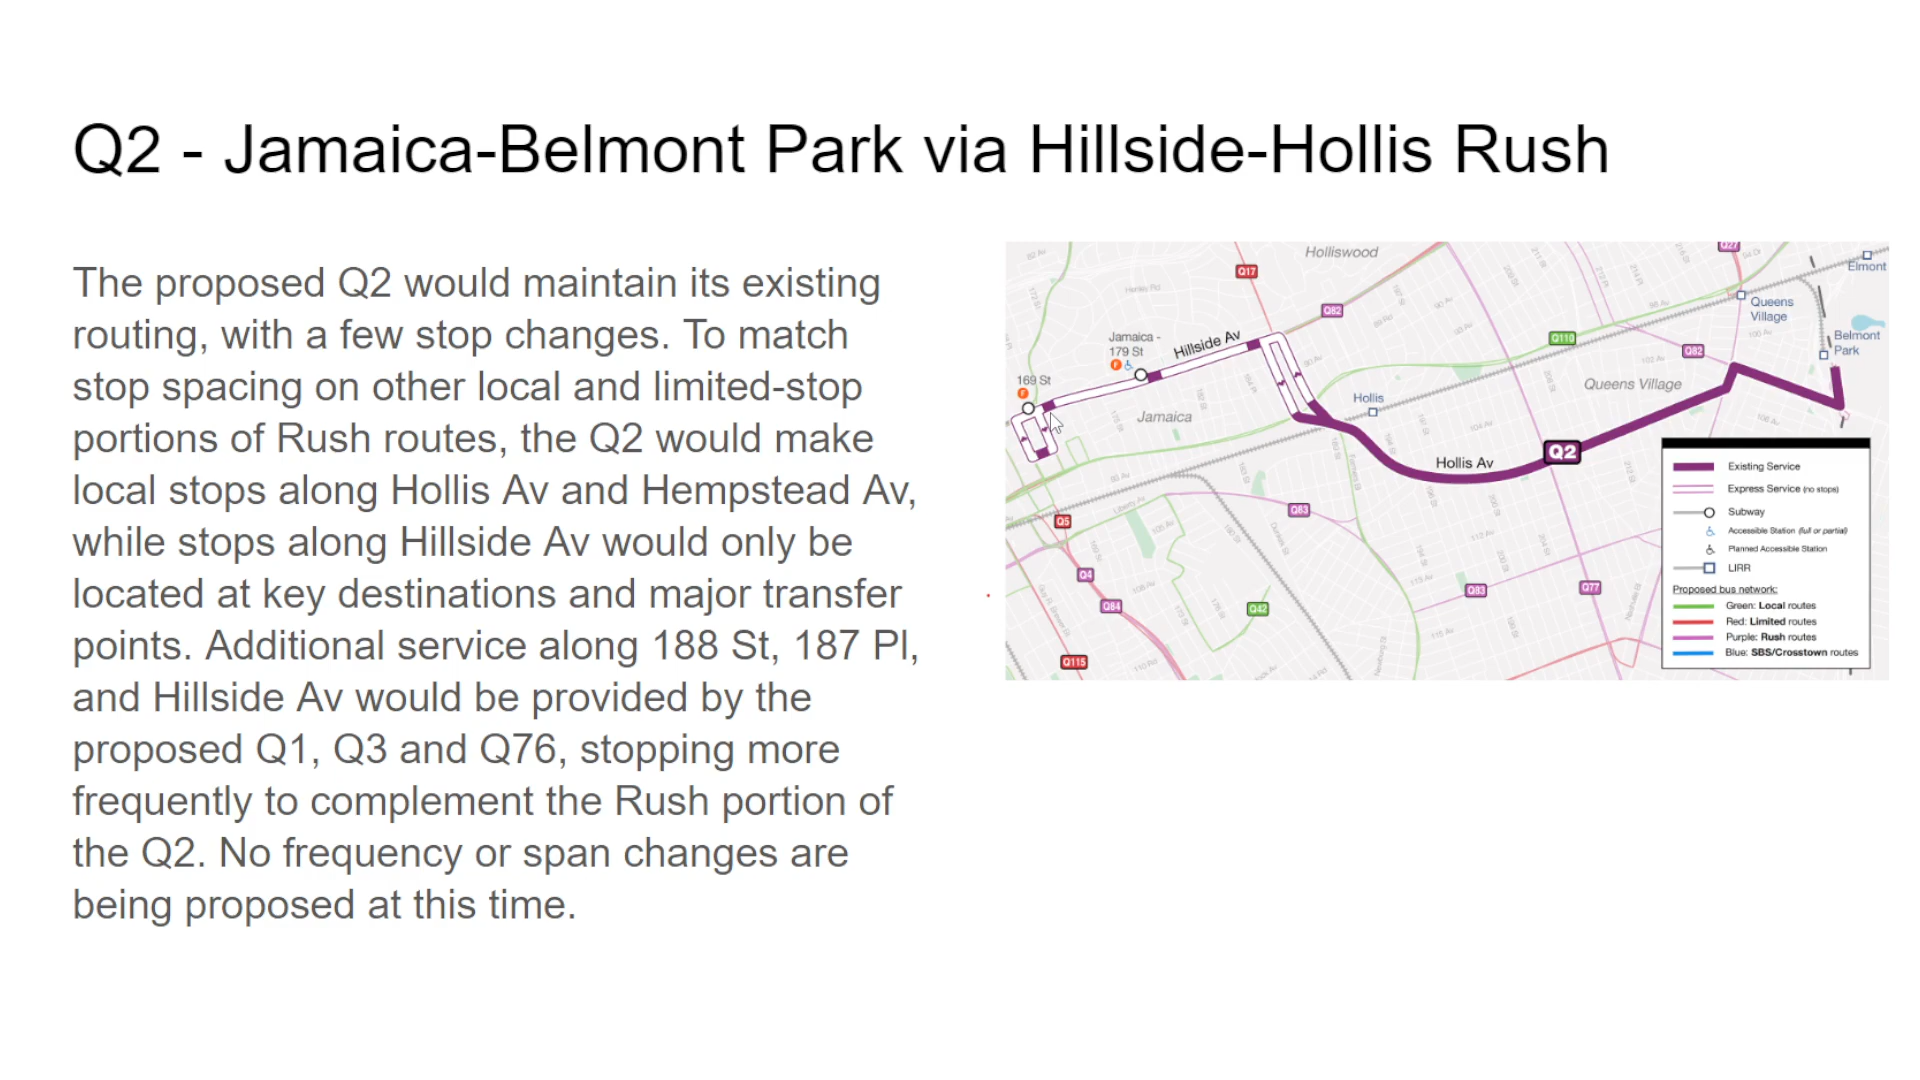 Q2 - Jamaica-Belmont Park via Hillside-Hollis Rush
The proposed Q2 would maintain its existing
routing, with a few stop changes. To match
stop spacing on other local and limited-stop
portions of Rush routes, the Q2 would make
local stops along Hollis Av and Hempstead Av,
while stops along Hillside Av would only be
located at key destinations and major transfer
points. Additional service along 188 St, 187 Pl,
and Hillside Av would be provided by the
proposed Q1, Q3 and Q76, stopping more
frequently to complement the Rush portion of
the Q2. No frequency or span changes are
being proposed at this time.
Holliswood
Q27
Elmont
Q17
Q82
Queens
Village
Jamaica -
179 St
F
Hillside Av
Q110
Q82
Belmont
Park
169 St
F
Hollis
Queens Village
Jamaica
Hollis Av
Q2
Q5
Q83
Liberty Av
Q4
Q84
Q42
Q83
Q77
Q115
Existing Service
Express Service (no stops)
Subway
Accessible Station (full or partial)
Planned Accessible Station
LIRR
Proposed bus network:
Green: Local routes
Red: Limited routes
Purple: Rush routes
Blue: SBS/Crosstown routes